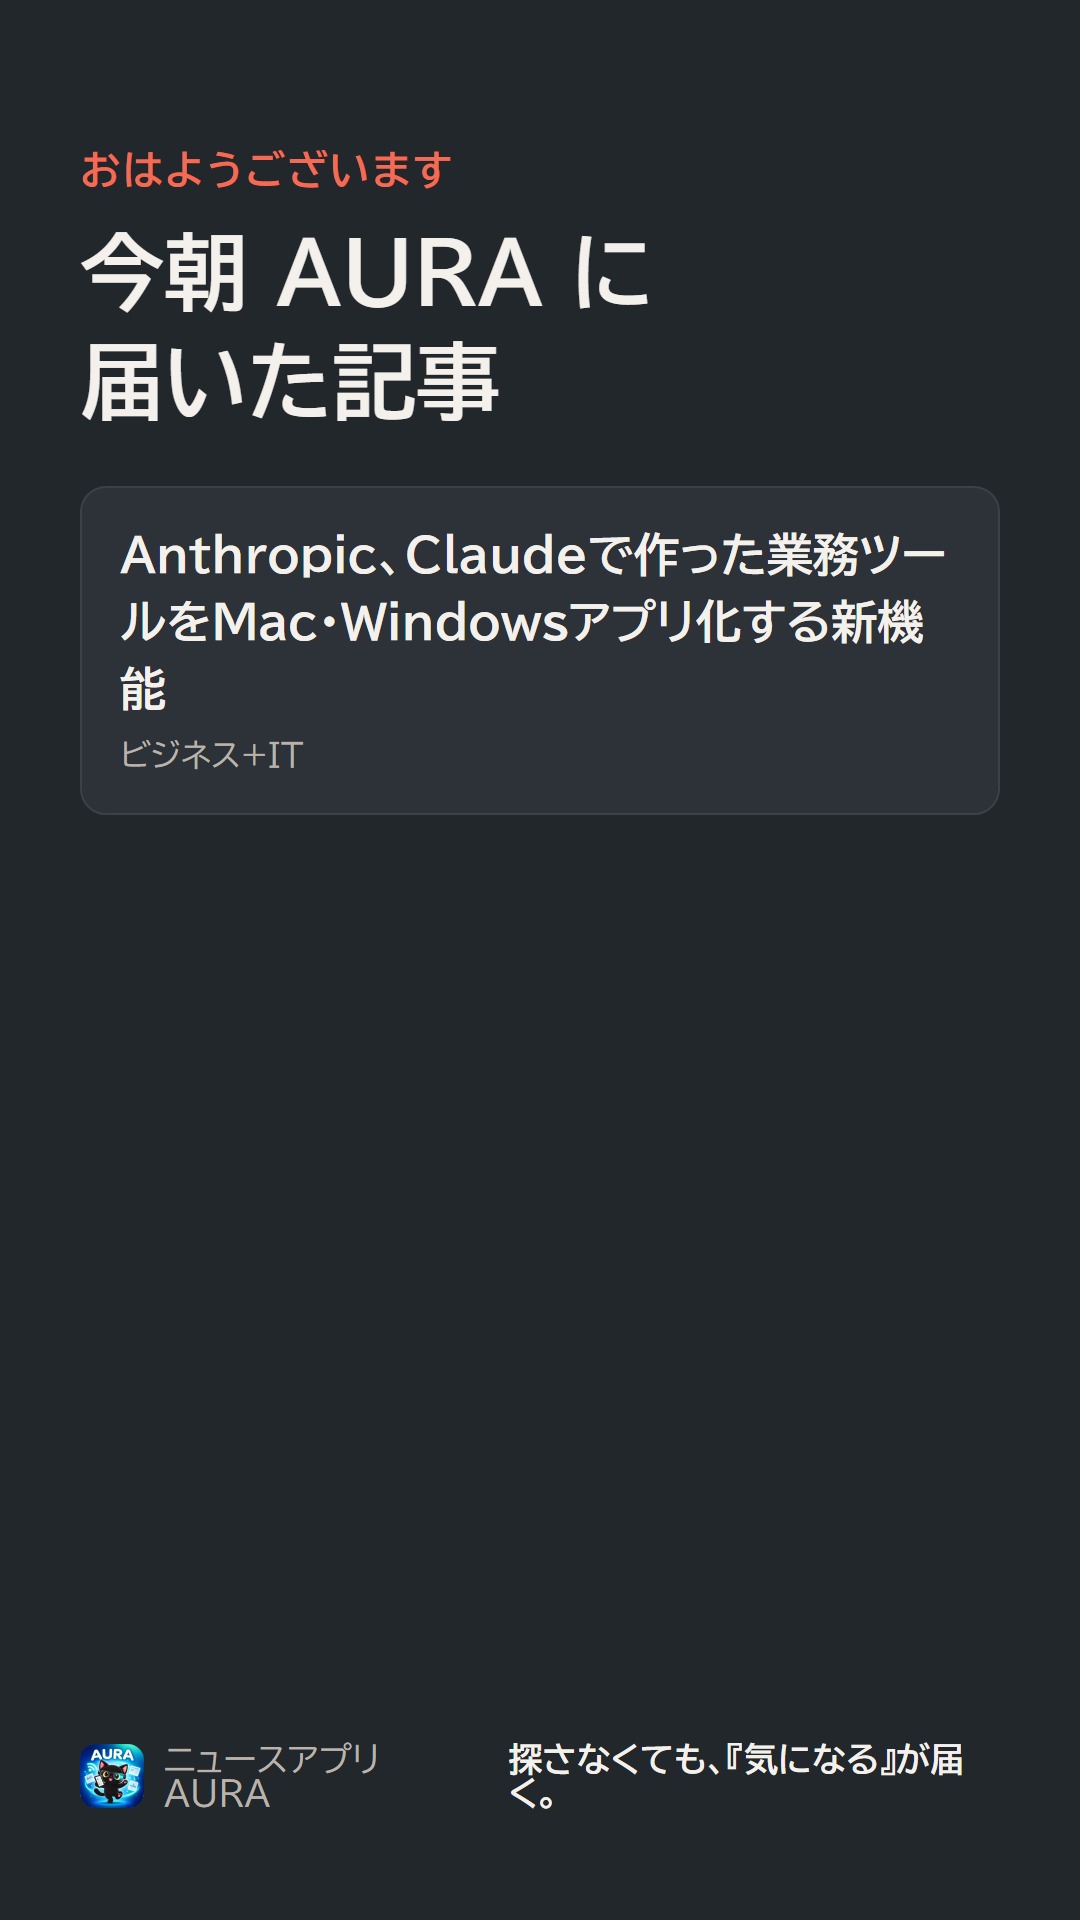 おはようございます
今朝 AURA に
届いた記事
Anthropic、Claudeで作った業務ツー
ルをMac・Windowsアプリ化する新機
能
ビジネス+IT
AURA
ニュースアプリ
AURA
探さなくても、『気になる』が届
く。